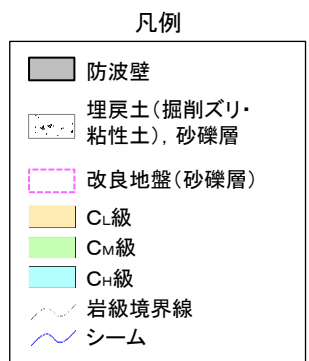 凡例
防波壁
埋戻土(掘削ズリ・
粘性土),砂礫層
改良地盤(砂礫層)
CL級
CM級
CH級
岩級境界線
シーム